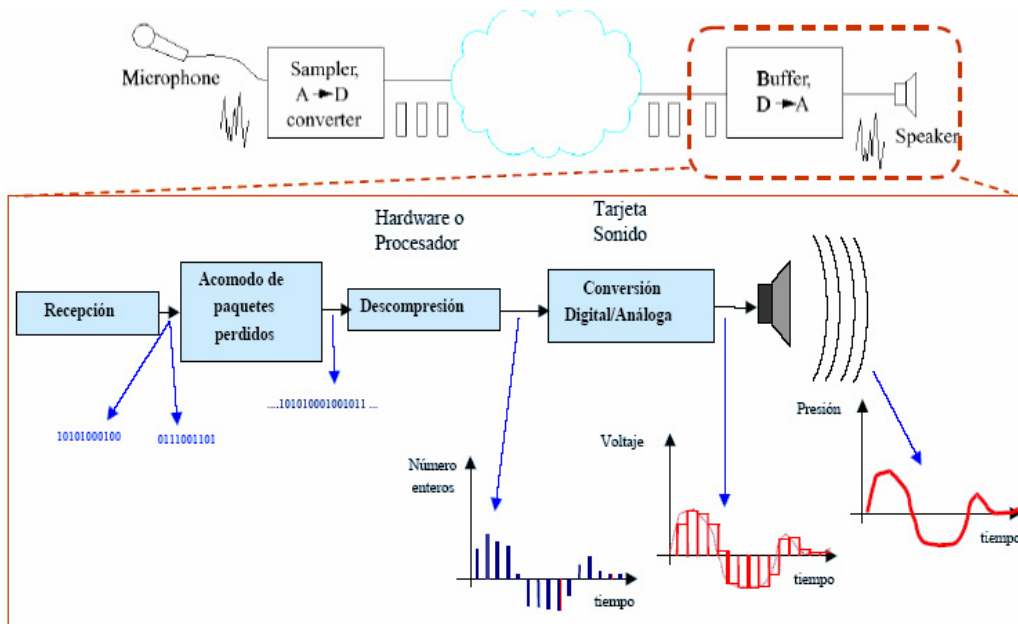 Microphone
Sampler,
A→D
converter
Buffer,
D→A
Speaker
Hardware o
Procesador
Tarjeta
Sonido
Recepción
Acomodo de
paquetes
perdidos
Descompresión
Conversión
Digital/Análoga
10101000100
0111001101
....101010001001011 ...
Número
enteros
tiempo
Voltaje
tiempo
Presión
tiempo